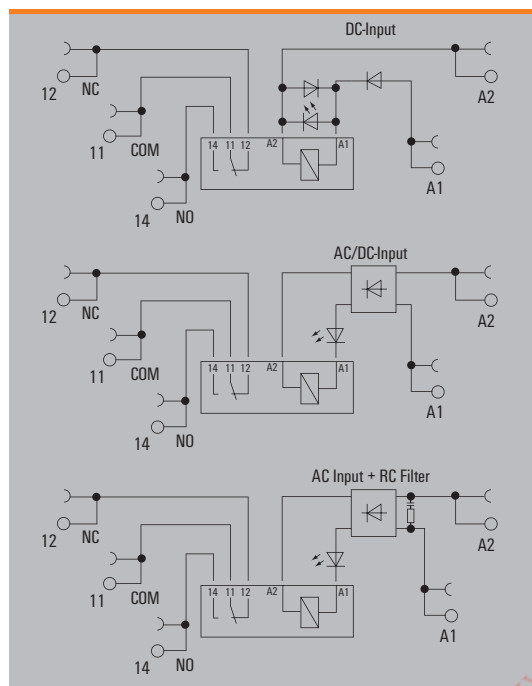 DC-Input
12 NC
A2
11 COM
14 11 12 A2 A1
A1
14 NO
AC/DC-Input
12 NC
A2
11 COM
14 11 12 A2 A1
A1
14 NO
AC Input + RC Filter
12 NC
A2
11 COM
14 11 12 A2 A1
A1
14 NO